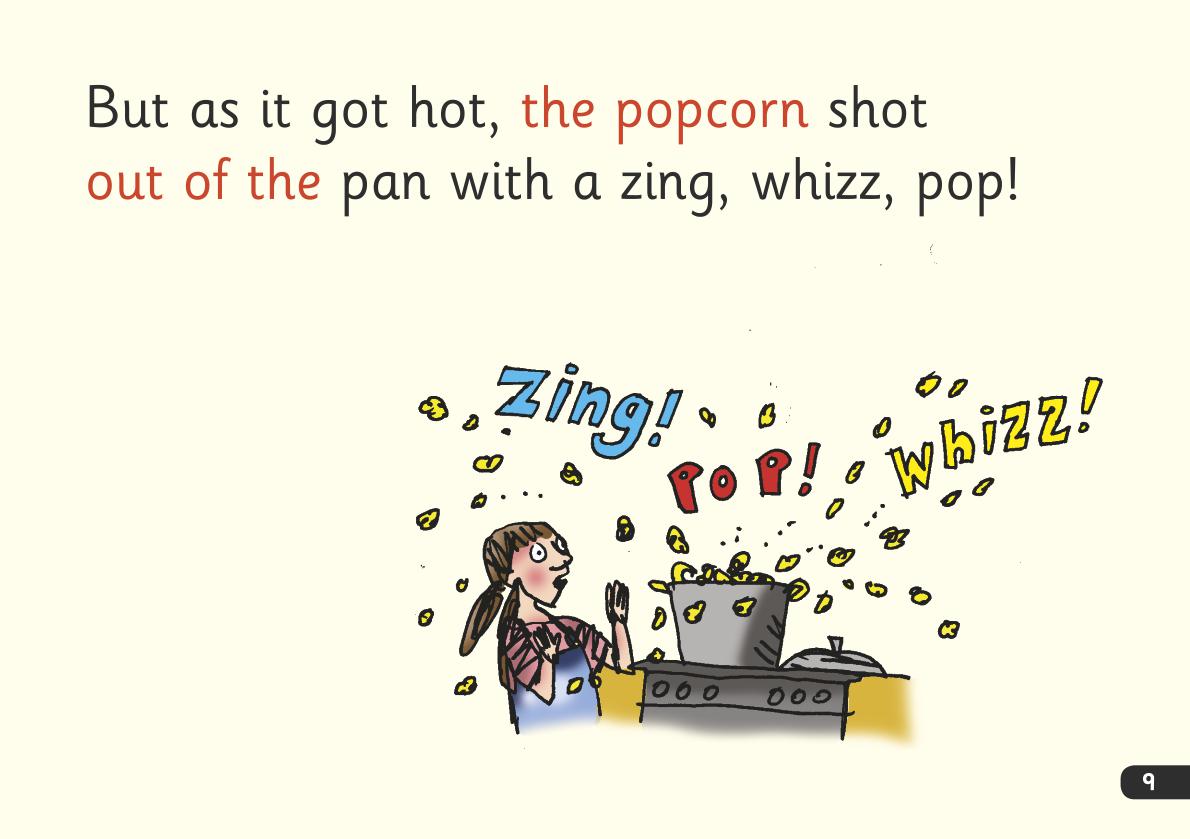 But as it got hot, the popcorn shot
out of the pan with a zing, whizz, pop!
Zing!
POP!
Whizz!
9